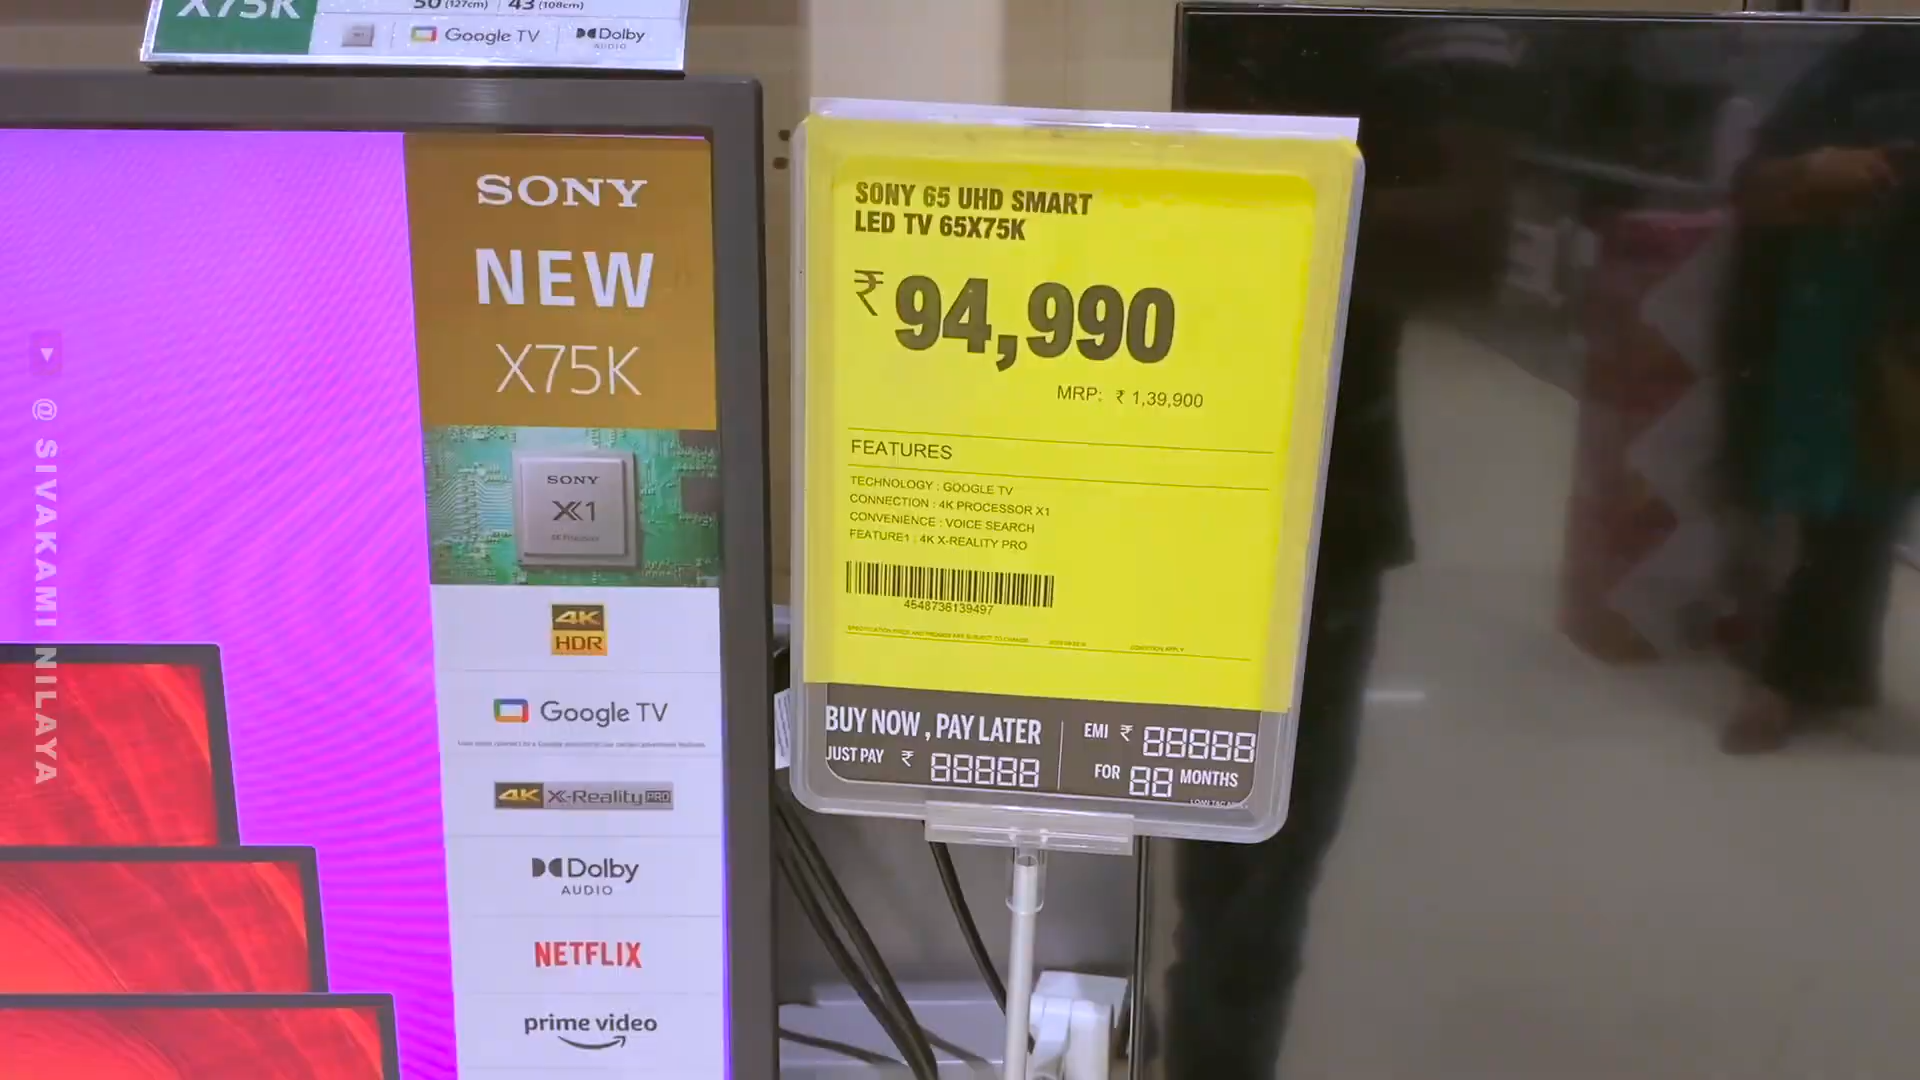 X75K
50 (127cm) | 43 (108cm)
Google TV
Dolby
AUDIO
SONY
NEW
X75K
SONY
X1
4K Processor
4K
HDR
Google TV
4K X-Reality PRO
Dolby
AUDIO
NETFLIX
prime video
SONY 65 UHD SMART
LED TV 65X75K
₹ 94,990
MRP: ₹ 1,39,900
FEATURES
TECHNOLOGY : GOOGLE TV
CONNECTION : 4K PROCESSOR X1
CONVENIENCE : VOICE SEARCH
FEATURE1 : 4K X-REALITY PRO
4548736139497
BUY NOW , PAY LATER
JUST PAY ₹ 88888
EMI ₹ 88888
FOR 88 MONTHS
@ SIVAKAMI NILAYA